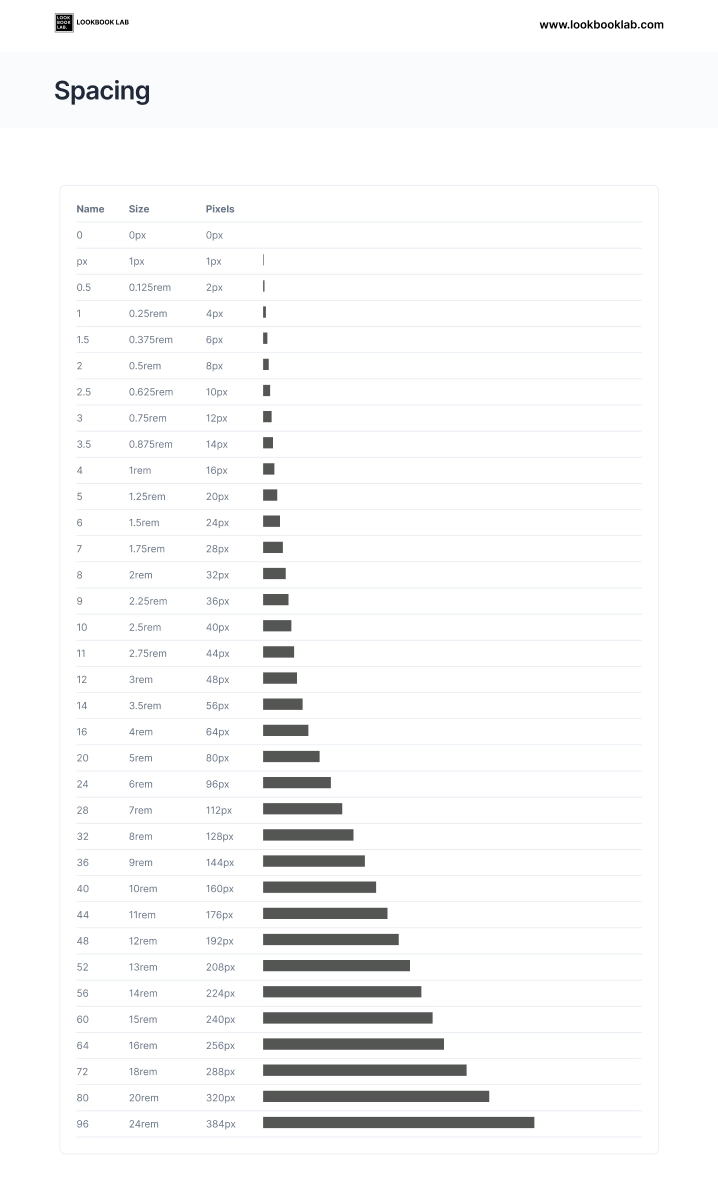 LOOK
BOOK
LAB.
LOOKBOOK LAB
www.lookbooklab.com
Spacing
Name Size Pixels
0 0px 0px
px 1px 1px
0.5 0.125rem 2px
1 0.25rem 4px
1.5 0.375rem 6px
2 0.5rem 8px
2.5 0.625rem 10px
3 0.75rem 12px
3.5 0.875rem 14px
4 1rem 16px
5 1.25rem 20px
6 1.5rem 24px
7 1.75rem 28px
8 2rem 32px
9 2.25rem 36px
10 2.5rem 40px
11 2.75rem 44px
12 3rem 48px
14 3.5rem 56px
16 4rem 64px
20 5rem 80px
24 6rem 96px
28 7rem 112px
32 8rem 128px
36 9rem 144px
40 10rem 160px
44 11rem 176px
48 12rem 192px
52 13rem 208px
56 14rem 224px
60 15rem 240px
64 16rem 256px
72 18rem 288px
80 20rem 320px
96 24rem 384px